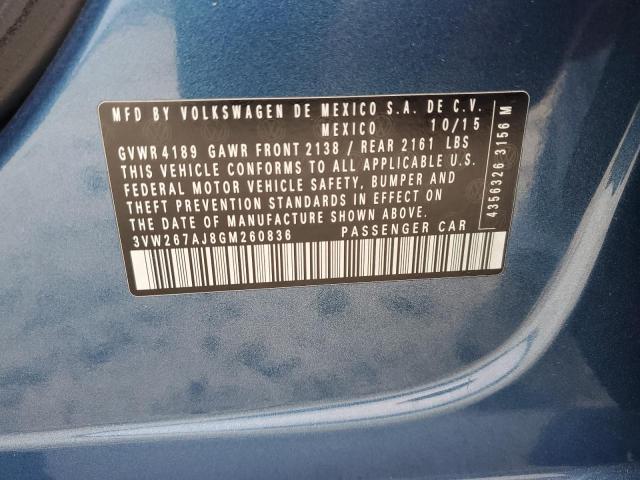 MFD BY VOLKSWAGEN DE MEXICO S.A. DE C.V.
MEXICO 10/15
GVWR 4189 GAWR FRONT 2138 / REAR 2161 LBS
THIS VEHICLE CONFORMS TO ALL APPLICABLE U.S.
FEDERAL MOTOR VEHICLE SAFETY, BUMPER AND
THEFT PREVENTION STANDARDS IN EFFECT ON
THE DATE OF MANUFACTURE SHOWN ABOVE.
3VW267AJ8GM260836 PASSENGER CAR
4356326 3156 M